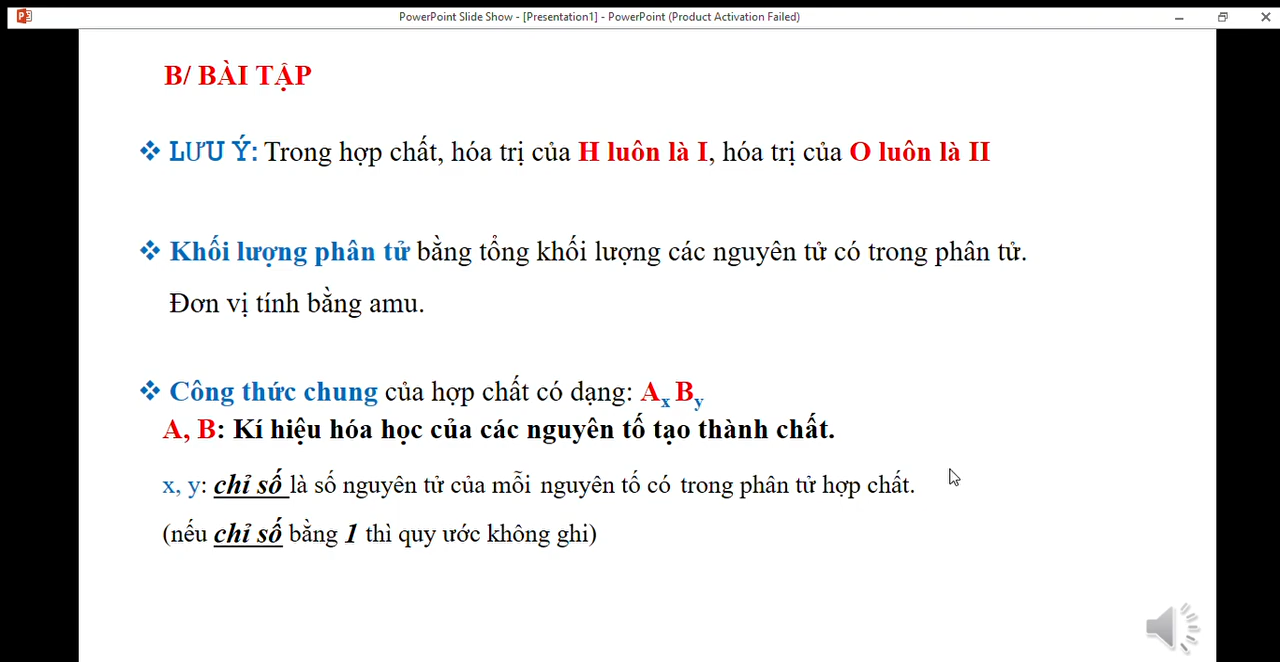 PowerPoint Slide Show - [Presentation1] - PowerPoint (Product Activation Failed)
B/ BÀI TẬP
❖ LƯU Ý: Trong hợp chất, hóa trị của H luôn là I, hóa trị của O luôn là II
❖ Khối lượng phân tử bằng tổng khối lượng các nguyên tử có trong phân tử.
Đơn vị tính bằng amu.
❖ Công thức chung của hợp chất có dạng: Aₓ Bᵧ
A, B: Kí hiệu hóa học của các nguyên tố tạo thành chất.
x, y: chỉ số là số nguyên tử của mỗi nguyên tố có trong phân tử hợp chất.
(nếu chỉ số bằng 1 thì quy ước không ghi)